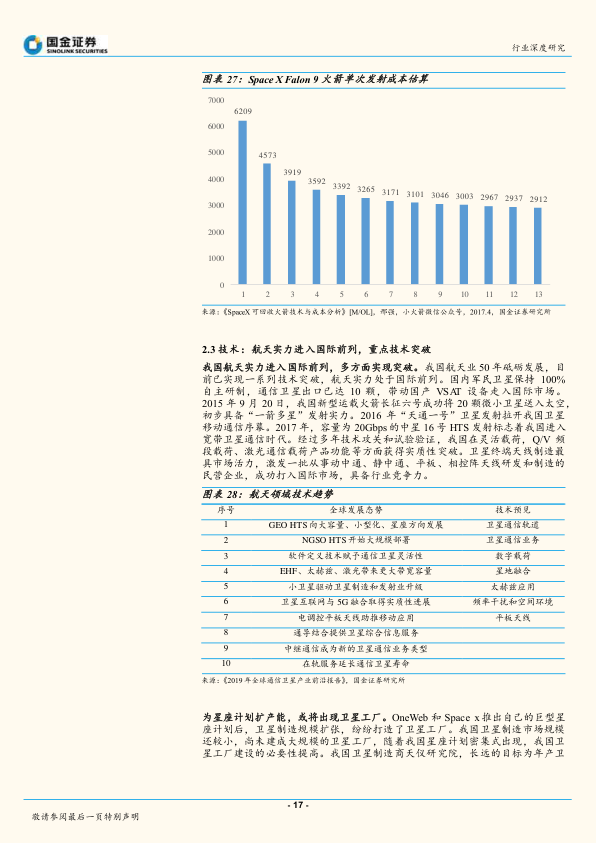 国金证券
SINOLINK SECURITIES
行业深度研究
图表 27：Space X Falon 9 火箭单次发射成本估算
7000
6000
5000
4000
3000
2000
1000
0
6209
4573
3919
3592
3392
3265
3171
3101
3046
3003
2967
2937
2912
1 2 3 4 5 6 7 8 9 10 11 12 13
来源：《SpaceX 可回收火箭技术与成本分析》[M/OL]，邢强，小火箭微信公众号，2017.4，国金证券研究所
2.3 技术：航天实力进入国际前列，重点技术突破
我国航天实力进入国际前列，多方面实现突破。我国航天业 50 年砥砺发展，目
前已实现一系列技术突破，航天实力处于国际前列。国内军民卫星保持 100%
自主研制，通信卫星出口已达 10 颗，带动国产 VSAT 设备走入国际市场。
2015 年 9 月 20 日，我国新型运载火箭长征六号成功将 20 颗微小卫星送入太空，
初步具备“一箭多星”发射实力。2016 年“天通一号”卫星发射拉开我国卫星
移动通信序幕。2017 年，容量为 20Gbps 的中星 16 号 HTS 发射标志着我国进入
宽带卫星通信时代。经过多年技术攻关和试验验证，我国在灵活载荷，Q/V 频
段载荷、激光通信载荷产品功能等方面获得实质性突破。卫星终端天线制造最
具市场活力，激发一批从事动中通、静中通、平板、相控阵天线研发和制造的
民营企业，成功打入国际市场，具备行业竞争力。
图表 28：航天领域技术趋势
序号 全球发展态势 技术预见
1 GEO HTS 向大容量、小型化、星座方向发展 卫星通信轨道
2 NGSO HTS 开始大规模部署 卫星通信业务
3 软件定义技术赋予通信卫星灵活性 数字载荷
4 EHF、太赫兹、激光带来更大带宽容量 星地融合
5 小卫星驱动卫星制造和发射业升级 太赫兹应用
6 卫星互联网与 5G 融合取得实质性进展 频率干扰和空间环境
7 电调控平板天线助推移动应用 平板天线
8 通导结合提供卫星综合信息服务
9 中继通信成为新的卫星通信业务类型
10 在轨服务延长通信卫星寿命
来源：《2019 年全球通信卫星产业前沿报告》，国金证券研究所
为星座计划扩产能，或将出现卫星工厂。OneWeb 和 Space x 推出自己的巨型星
座计划后，卫星制造规模扩张，纷纷打造了卫星工厂。我国卫星制造市场规模
还较小，尚未建成大规模的卫星工厂，随着我国星座计划密集式出现，我国卫
星工厂建设的必要性提高。我国卫星制造商天仪研究院，长远的目标为年产卫
- 17 -
敬请参阅最后一页特别声明